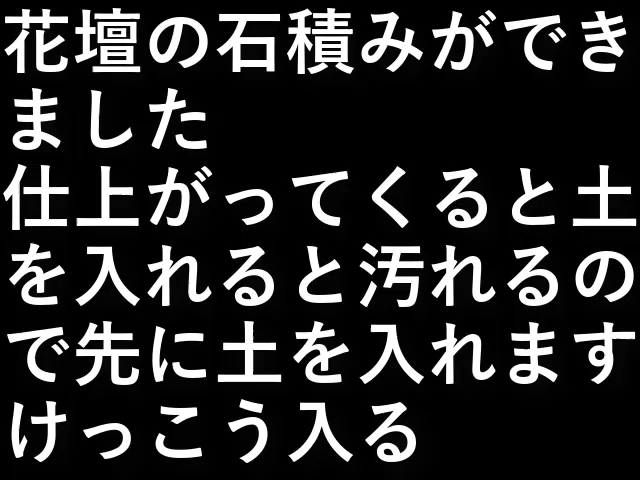 花壇の石積みができ
ました
仕上がってくると土
を入れると汚れるの
で先に土を入れます
けっこう入る